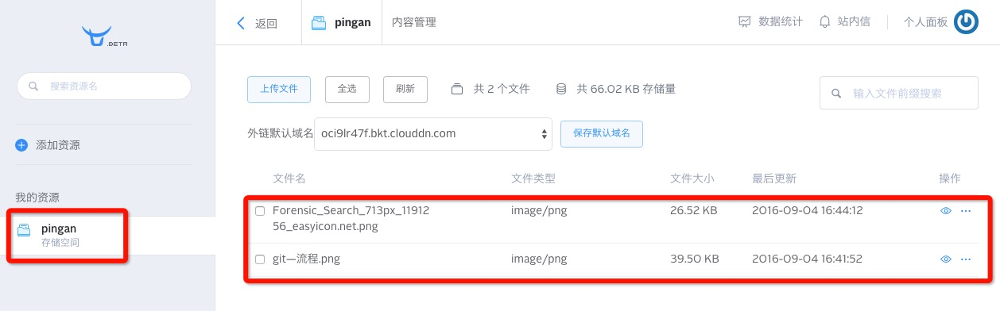 返回
pingan
内容管理
数据统计
站内信
个人面板
.BETA
搜索资源名
添加资源
我的资源
pingan
存储空间
上传文件
全选
刷新
共 2 个文件
共 66.02 KB 存储量
输入文件前缀搜索
外链默认域名
oci9lr47f.bkt.clouddn.com
保存默认域名
文件名 文件类型 文件大小 最后更新 操作
Forensic_Search_713px_11912 image/png 26.52 KB 2016-09-04 16:44:12
56_easyicon.net.png
git—流程.png image/png 39.50 KB 2016-09-04 16:41:52